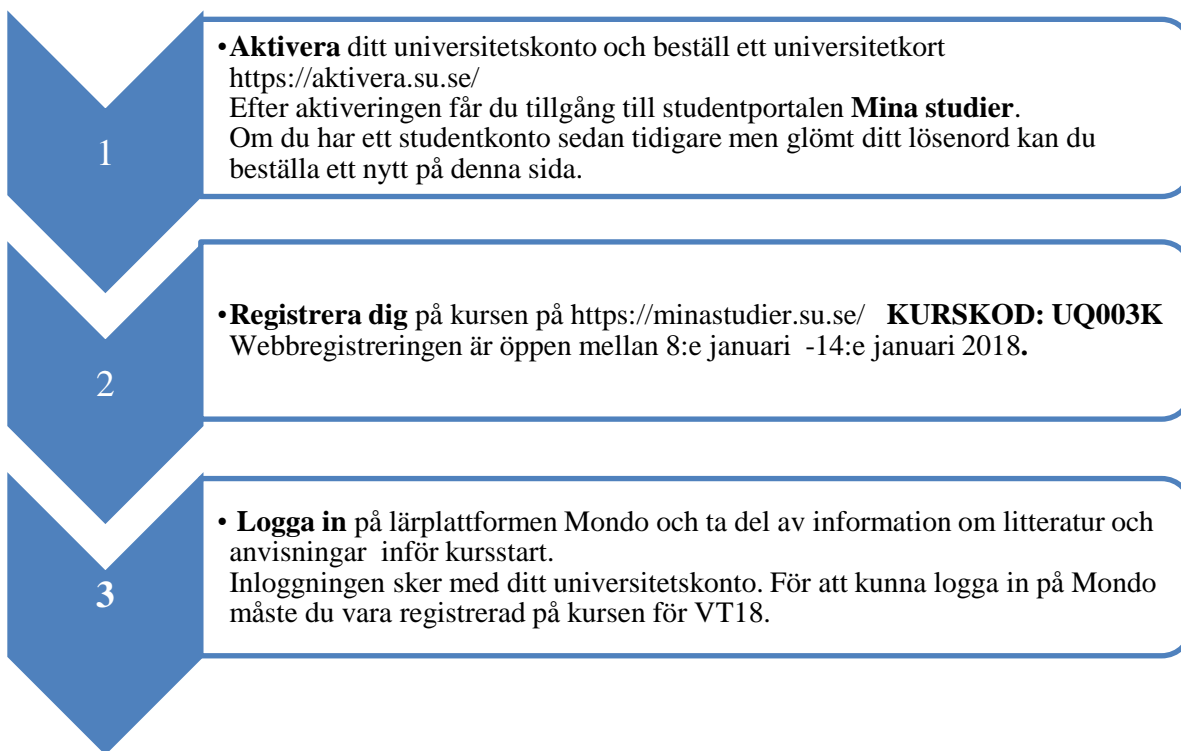 1
•Aktivera ditt universitetskonto och beställ ett universitetkort
https://aktivera.su.se/
Efter aktiveringen får du tillgång till studentportalen Mina studier.
Om du har ett studentkonto sedan tidigare men glömt ditt lösenord kan du
beställa ett nytt på denna sida.
2
•Registrera dig på kursen på https://minastudier.su.se/ KURSKOD: UQ003K
Webbregistreringen är öppen mellan 8:e januari -14:e januari 2018.
3
• Logga in på lärplattformen Mondo och ta del av information om litteratur och
anvisningar inför kursstart.
Inloggningen sker med ditt universitetskonto. För att kunna logga in på Mondo
måste du vara registrerad på kursen för VT18.